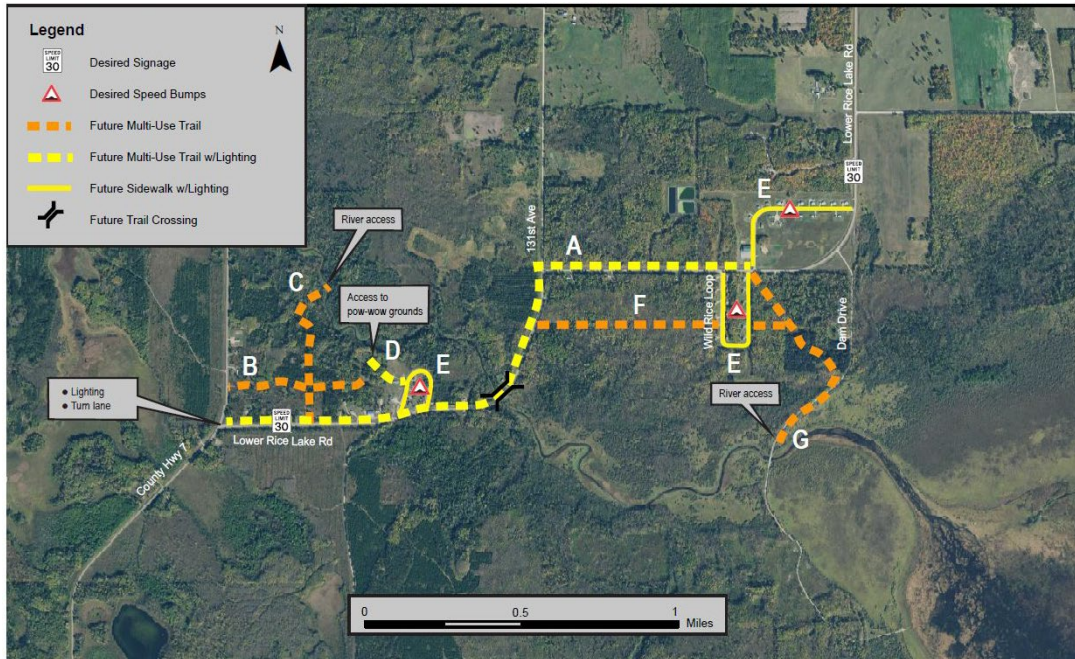 Legend
N
SPEED
LIMIT
30
Desired Signage
Desired Speed Bumps
Future Multi-Use Trail
Future Multi-Use Trail w/Lighting
Future Sidewalk w/Lighting
Future Trail Crossing
Lower Rice Lake Rd
SPEED
LIMIT
30
E
River access
131st Ave
A
C
Access to
pow-wow grounds
F
Wild Rice Loop
Dam Drive
B
D
E
E
● Lighting
● Turn lane
SPEED
LIMIT
30
River access
Lower Rice Lake Rd
G
County Hwy 7
0
0.5
1
Miles